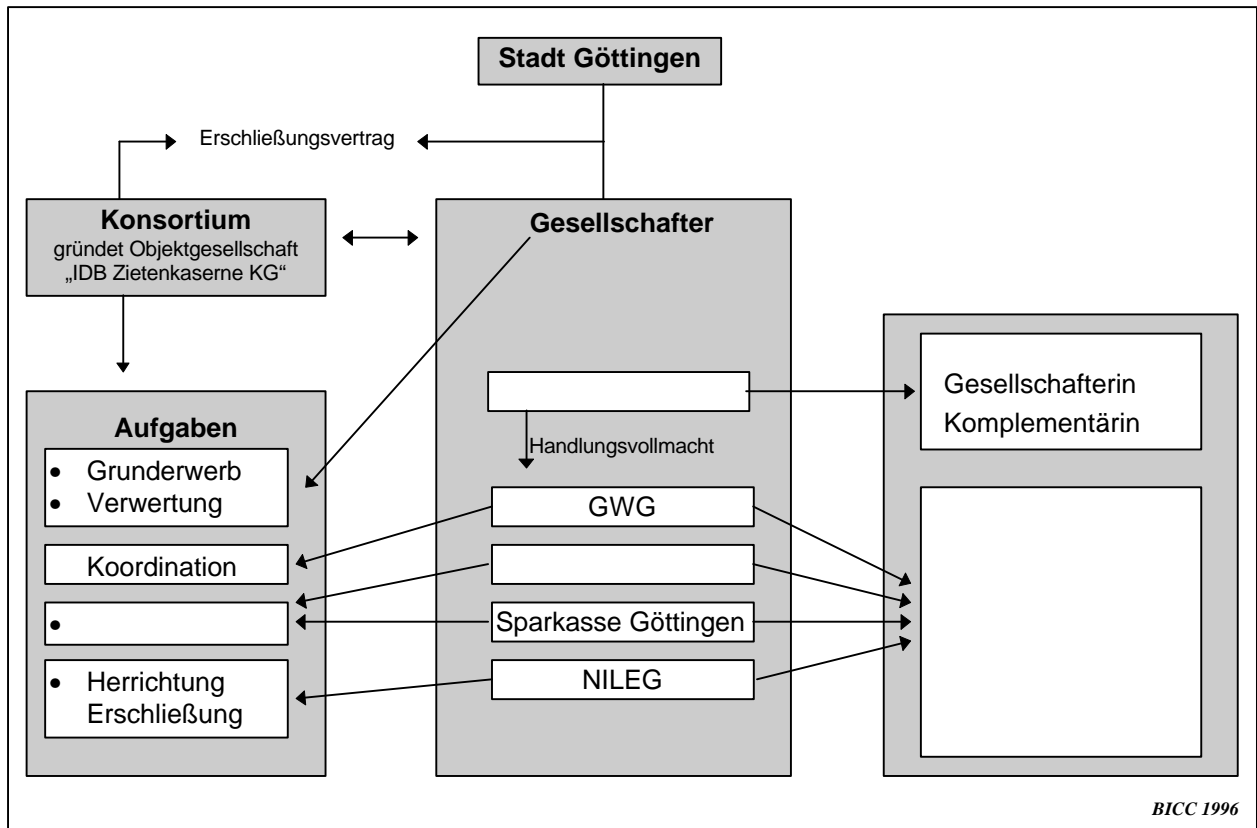 Stadt Göttingen
Erschließungsvertrag
Konsortium
gründet Objektgesellschaft
„IDB Zietenkaserne KG“
Gesellschafter
Gesellschafterin
Komplementärin
Handlungsvollmacht
Aufgaben
• Grunderwerb
• Verwertung
Koordination
•
• Herrichtung
Erschließung
GWG
Sparkasse Göttingen
NILEG
BICC 1996